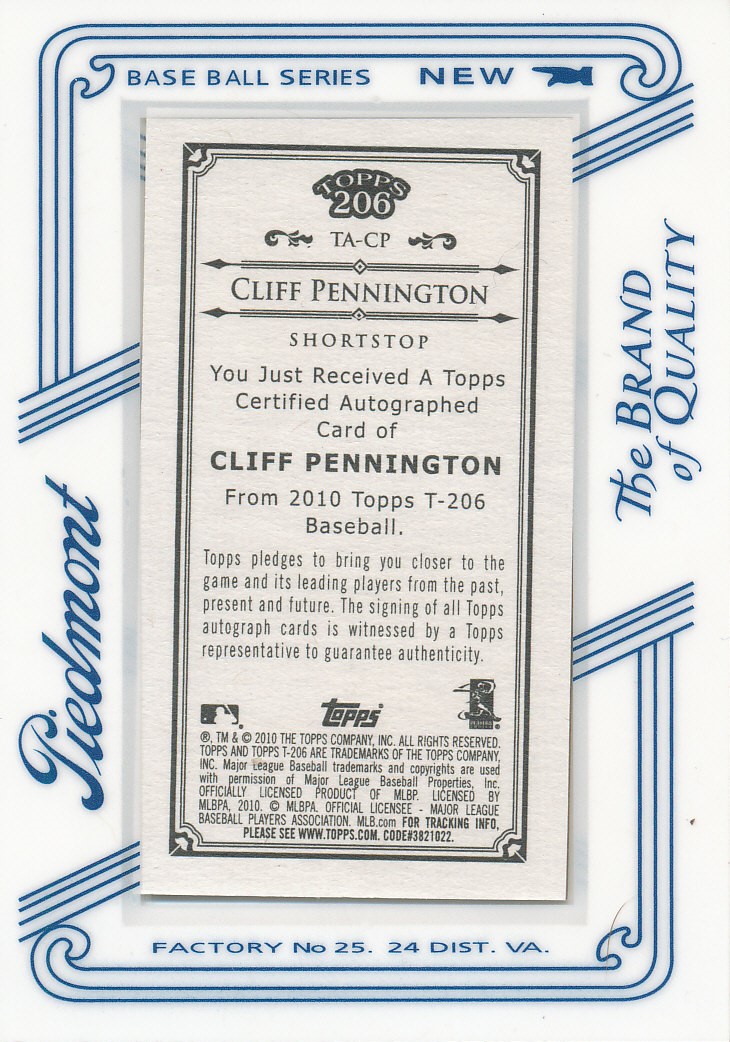 BASE BALL SERIES NEW
TOPPS
206
TA-CP
CLIFF PENNINGTON
SHORTSTOP
You Just Received A Topps
Certified Autographed
Card of
CLIFF PENNINGTON
From 2010 Topps T-206
Baseball.
Topps pledges to bring you closer to the
game and its leading players from the past,
present and future. The signing of all Topps
autograph cards is witnessed by a Topps
representative to guarantee authenticity.
Topps
®, TM & © 2010 THE TOPPS COMPANY, INC. ALL RIGHTS RESERVED.
TOPPS AND TOPPS T-206 ARE TRADEMARKS OF THE TOPPS COMPANY,
INC. Major League Baseball trademarks and copyrights are used
with permission of Major League Baseball Properties, Inc.
OFFICIALLY LICENSED PRODUCT OF MLBP. LICENSED BY
MLBPA, 2010. © MLBPA. OFFICIAL LICENSEE - MAJOR LEAGUE
BASEBALL PLAYERS ASSOCIATION. MLB.com FOR TRACKING INFO,
PLEASE SEE WWW.TOPPS.COM. CODE#3821022.
Piedmont
The BRAND
of QUALITY
FACTORY No 25. 24 DIST. VA.